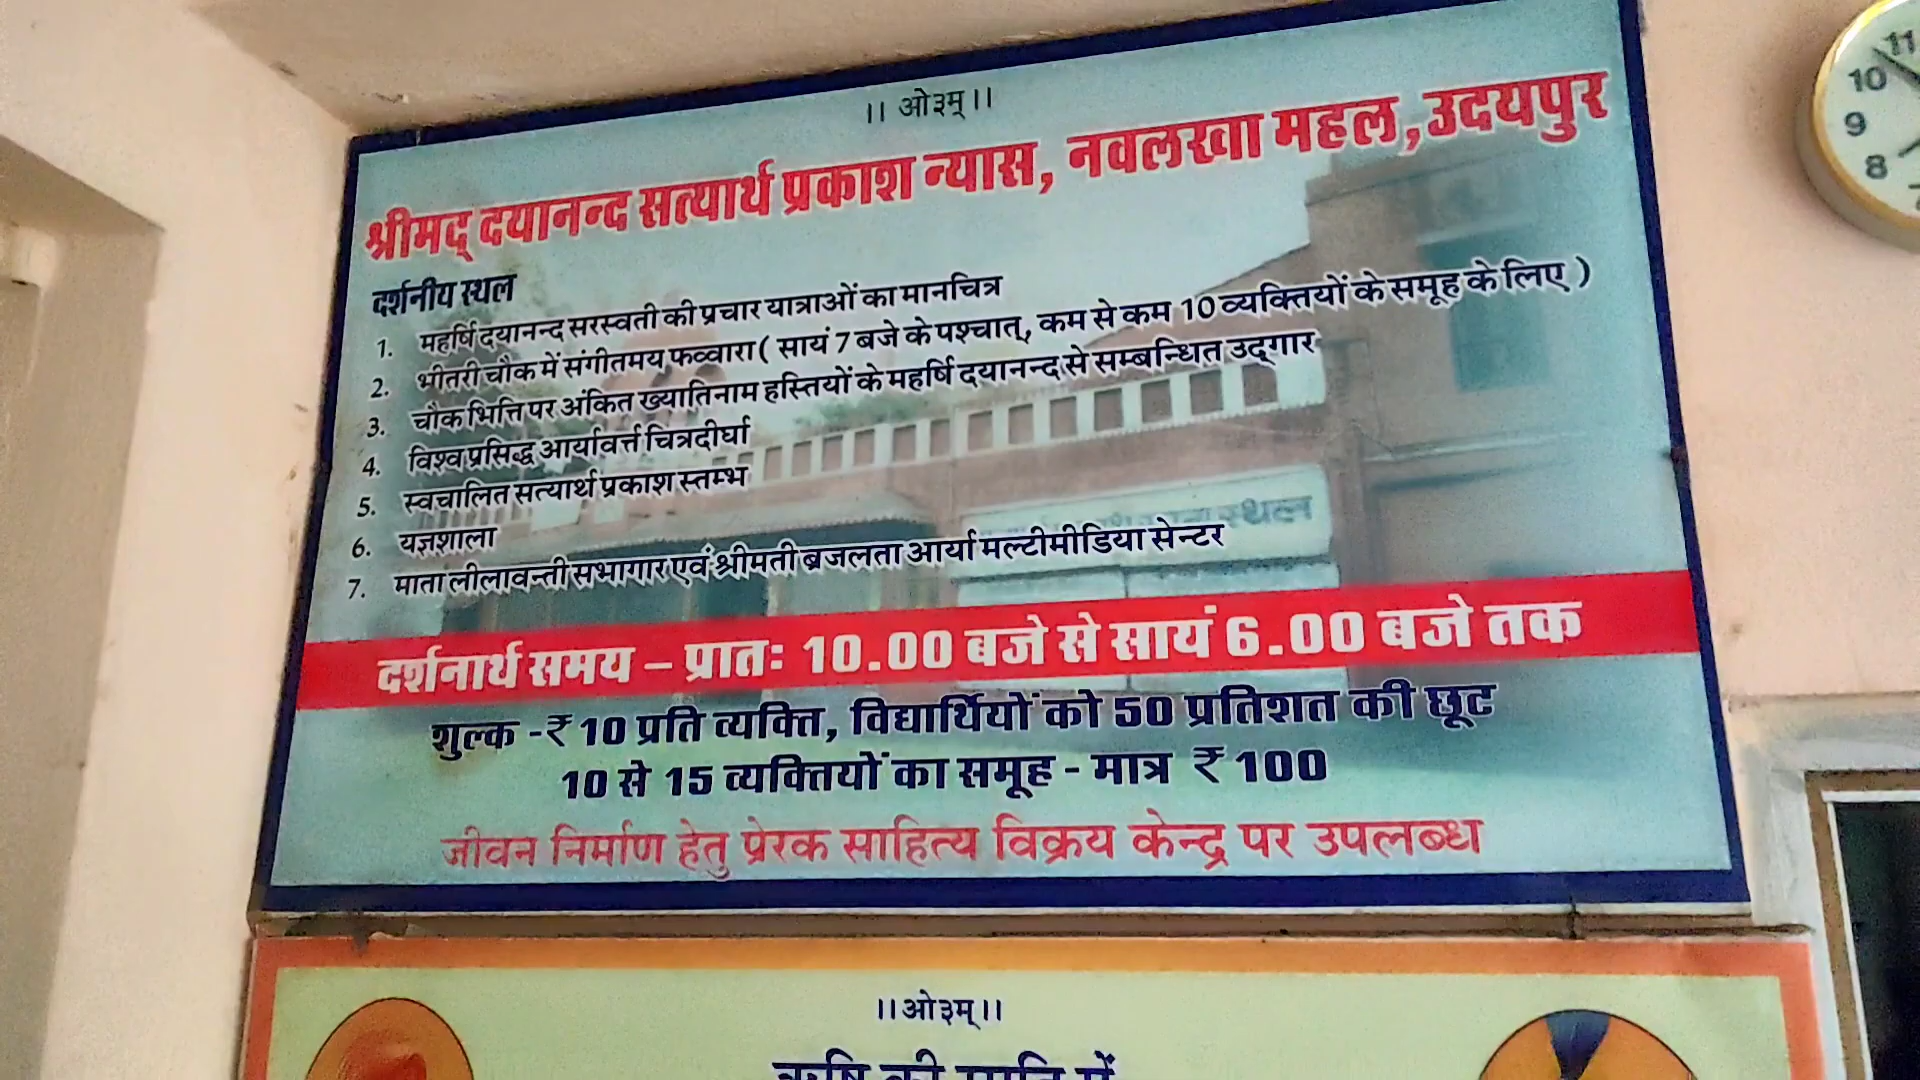 ।। ओ३म् ।।
श्रीमद् दयानन्द सत्यार्थ प्रकाश न्यास, नवलखा महल, उदयपुर
दर्शनीय स्थल
1. महर्षि दयानन्द सरस्वती की प्रचार यात्राओं का मानचित्र
2. भीतरी चौक में संगीतमय फव्वारा ( सायं 7 बजे के पश्चात्, कम से कम 10 व्यक्तियों के समूह के लिए )
3. चौक भित्ति पर अंकित ख्यातिनाम हस्तियों के महर्षि दयानन्द से सम्बन्धित उद्‌गार
4. विश्व प्रसिद्ध आर्यावर्त्त चित्रदीर्घा
5. स्वचालित सत्यार्थ प्रकाश स्तम्भ
6. यज्ञशाला
7. माता लीलावन्ती सभागार एवं श्रीमती ब्रजलता आर्या मल्टीमीडिया सेन्टर
दर्शनार्थ समय – प्रातः 10.00 बजे से सायं 6.00 बजे तक
शुल्क -₹ 10 प्रति व्यक्ति, विद्यार्थियों को 50 प्रतिशत की छूट
10 से 15 व्यक्तियों का समूह - मात्र ₹ 100
जीवन निर्माण हेतु प्रेरक साहित्य विक्रय केन्द्र पर उपलब्ध
।। ओ३म् ।।
11
10
9
8